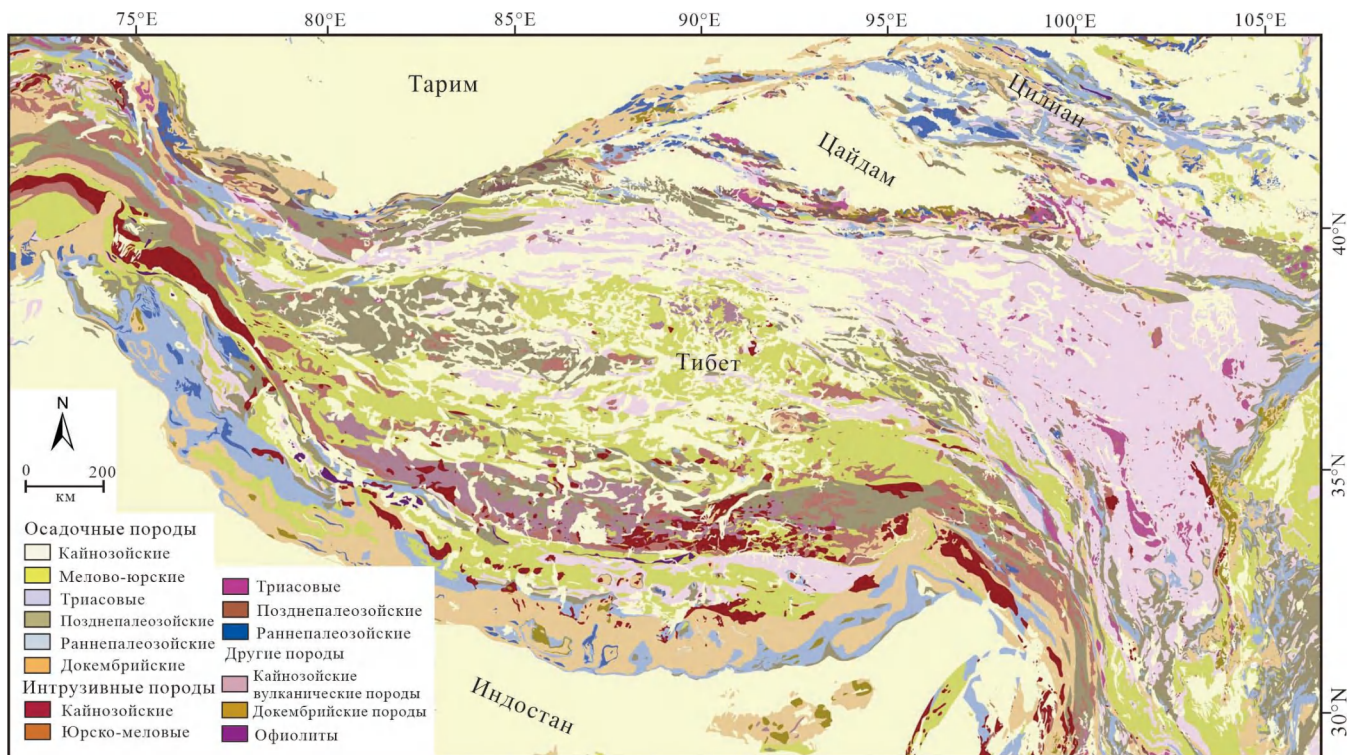 75°E
80°E
85°E
90°E
95°E
100°E
105°E
Тарим
Цилиан
Цайдам
40°N
Тибет
N
0 200
км
35°N
Осадочные породы
Кайнозойские
Мелово-юрские
Триасовые
Позднепалеозойские
Раннепалеозойские
Докембрийские
Интрузивные породы
Кайнозойские
Юрско-меловые
Триасовые
Позднепалеозойские
Раннепалеозойские
Другие породы
Кайнозойские
вулканические породы
Докембрийские породы
Офиолиты
Индостан
30°N